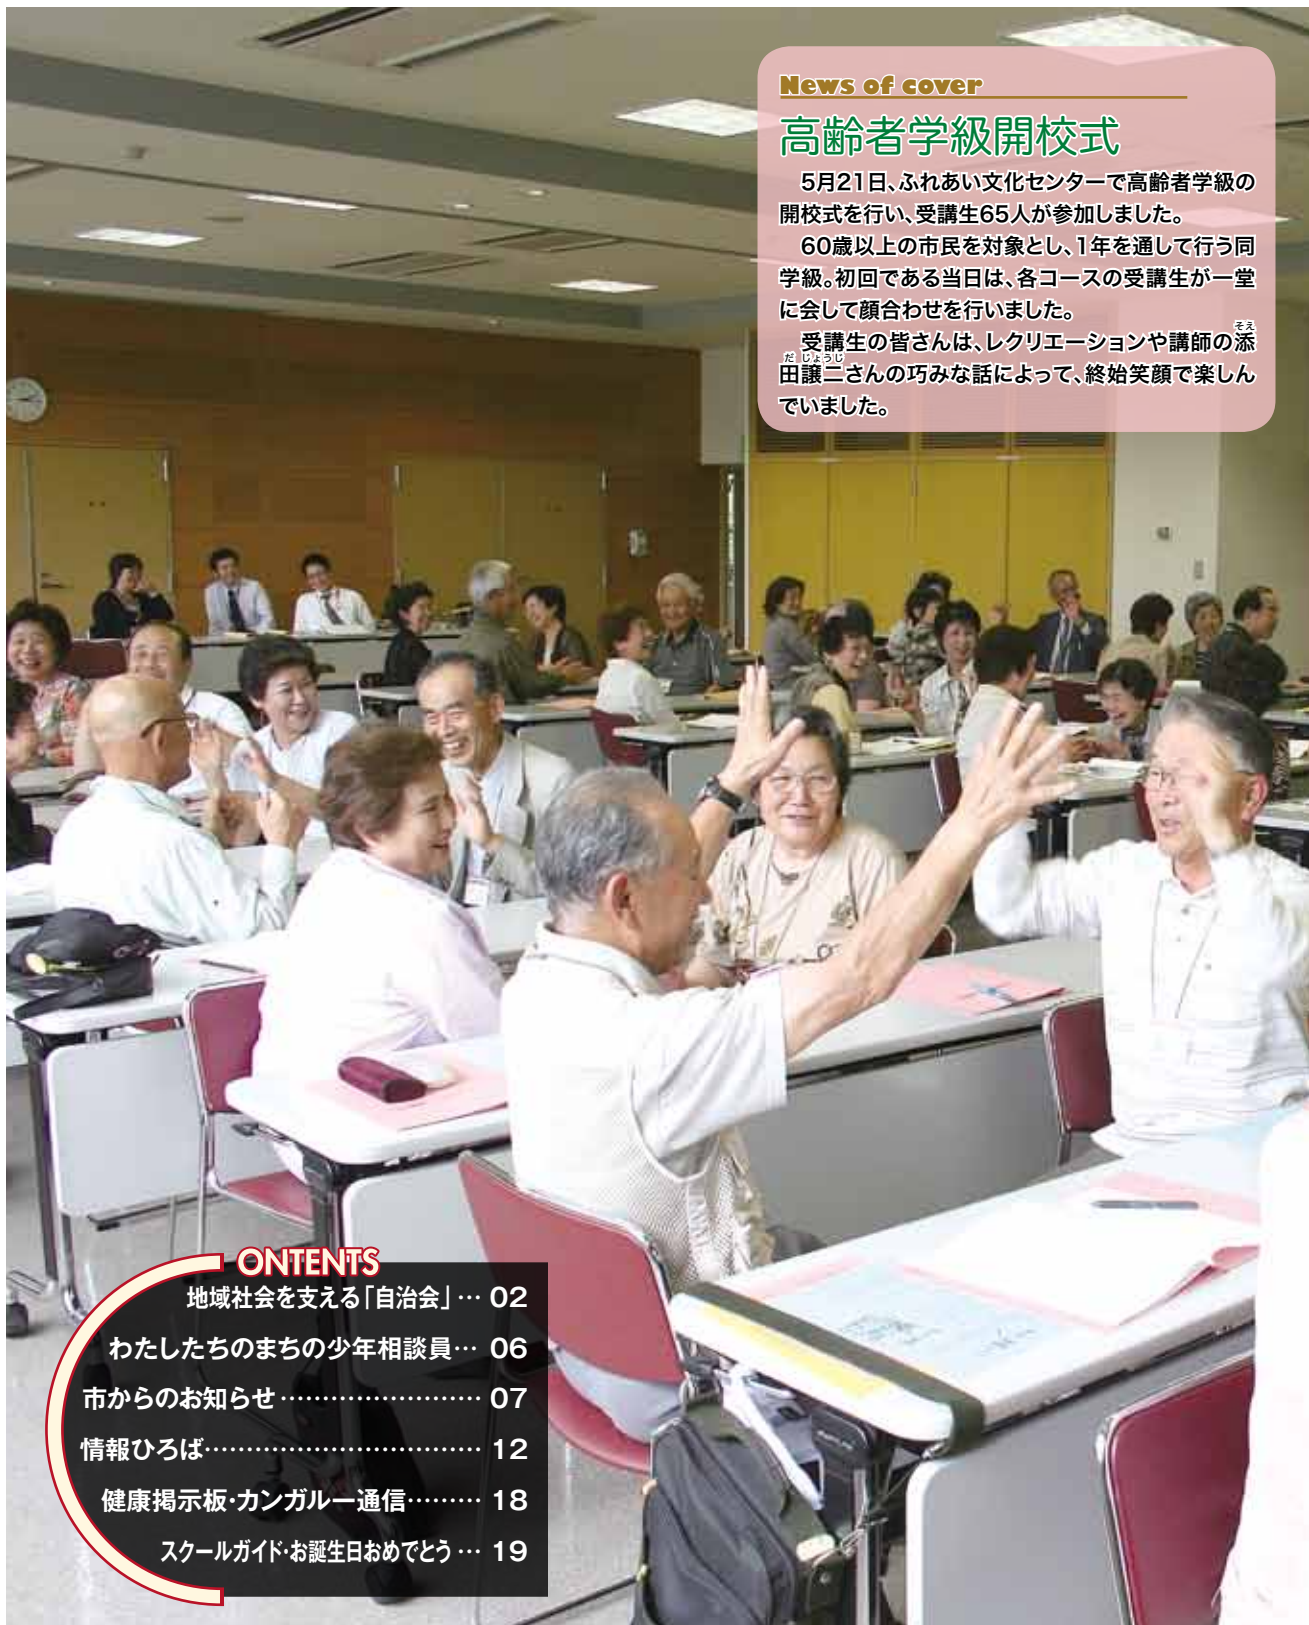 News of cover
高齢者学級開校式
5月21日、ふれあい文化センターで高齢者学級の
開校式を行い、受講生65人が参加しました。
60歳以上の市民を対象とし、1年を通して行う同
学級。初回である当日は、各コースの受講生が一堂
に会して顔合わせを行いました。
受講生の皆さんは、レクリエーションや講師の添
田譲二さんの巧みな話によって、終始笑顔で楽しん
でいました。
そえ
だ じょうじ
ONTENTS
地域社会を支える「自治会」… 02
わたしたちのまちの少年相談員… 06
市からのお知らせ…………………… 07
情報ひろば…………………………… 12
健康掲示板・カンガルー通信……… 18
スクールガイド・お誕生日おめでとう… 19